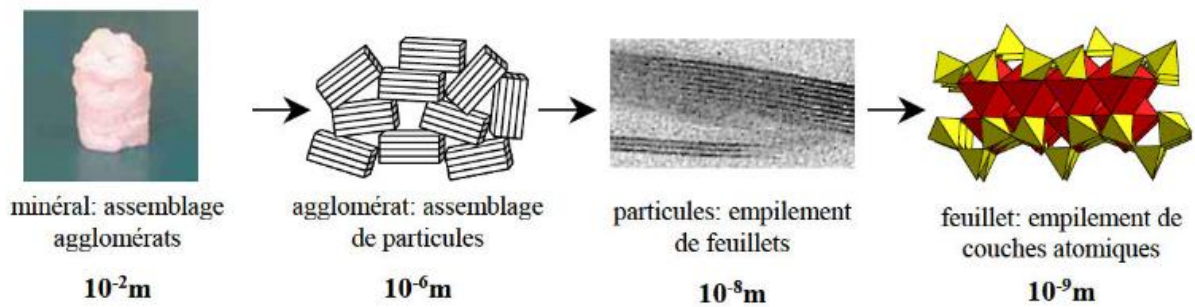 minéral: assemblage
agglomérats
10⁻²m
agglomérat: assemblage
de particules
10⁻⁶m
particules: empilement
de feuillets
10⁻⁸m
feuillet: empilement de
couches atomiques
10⁻⁹m